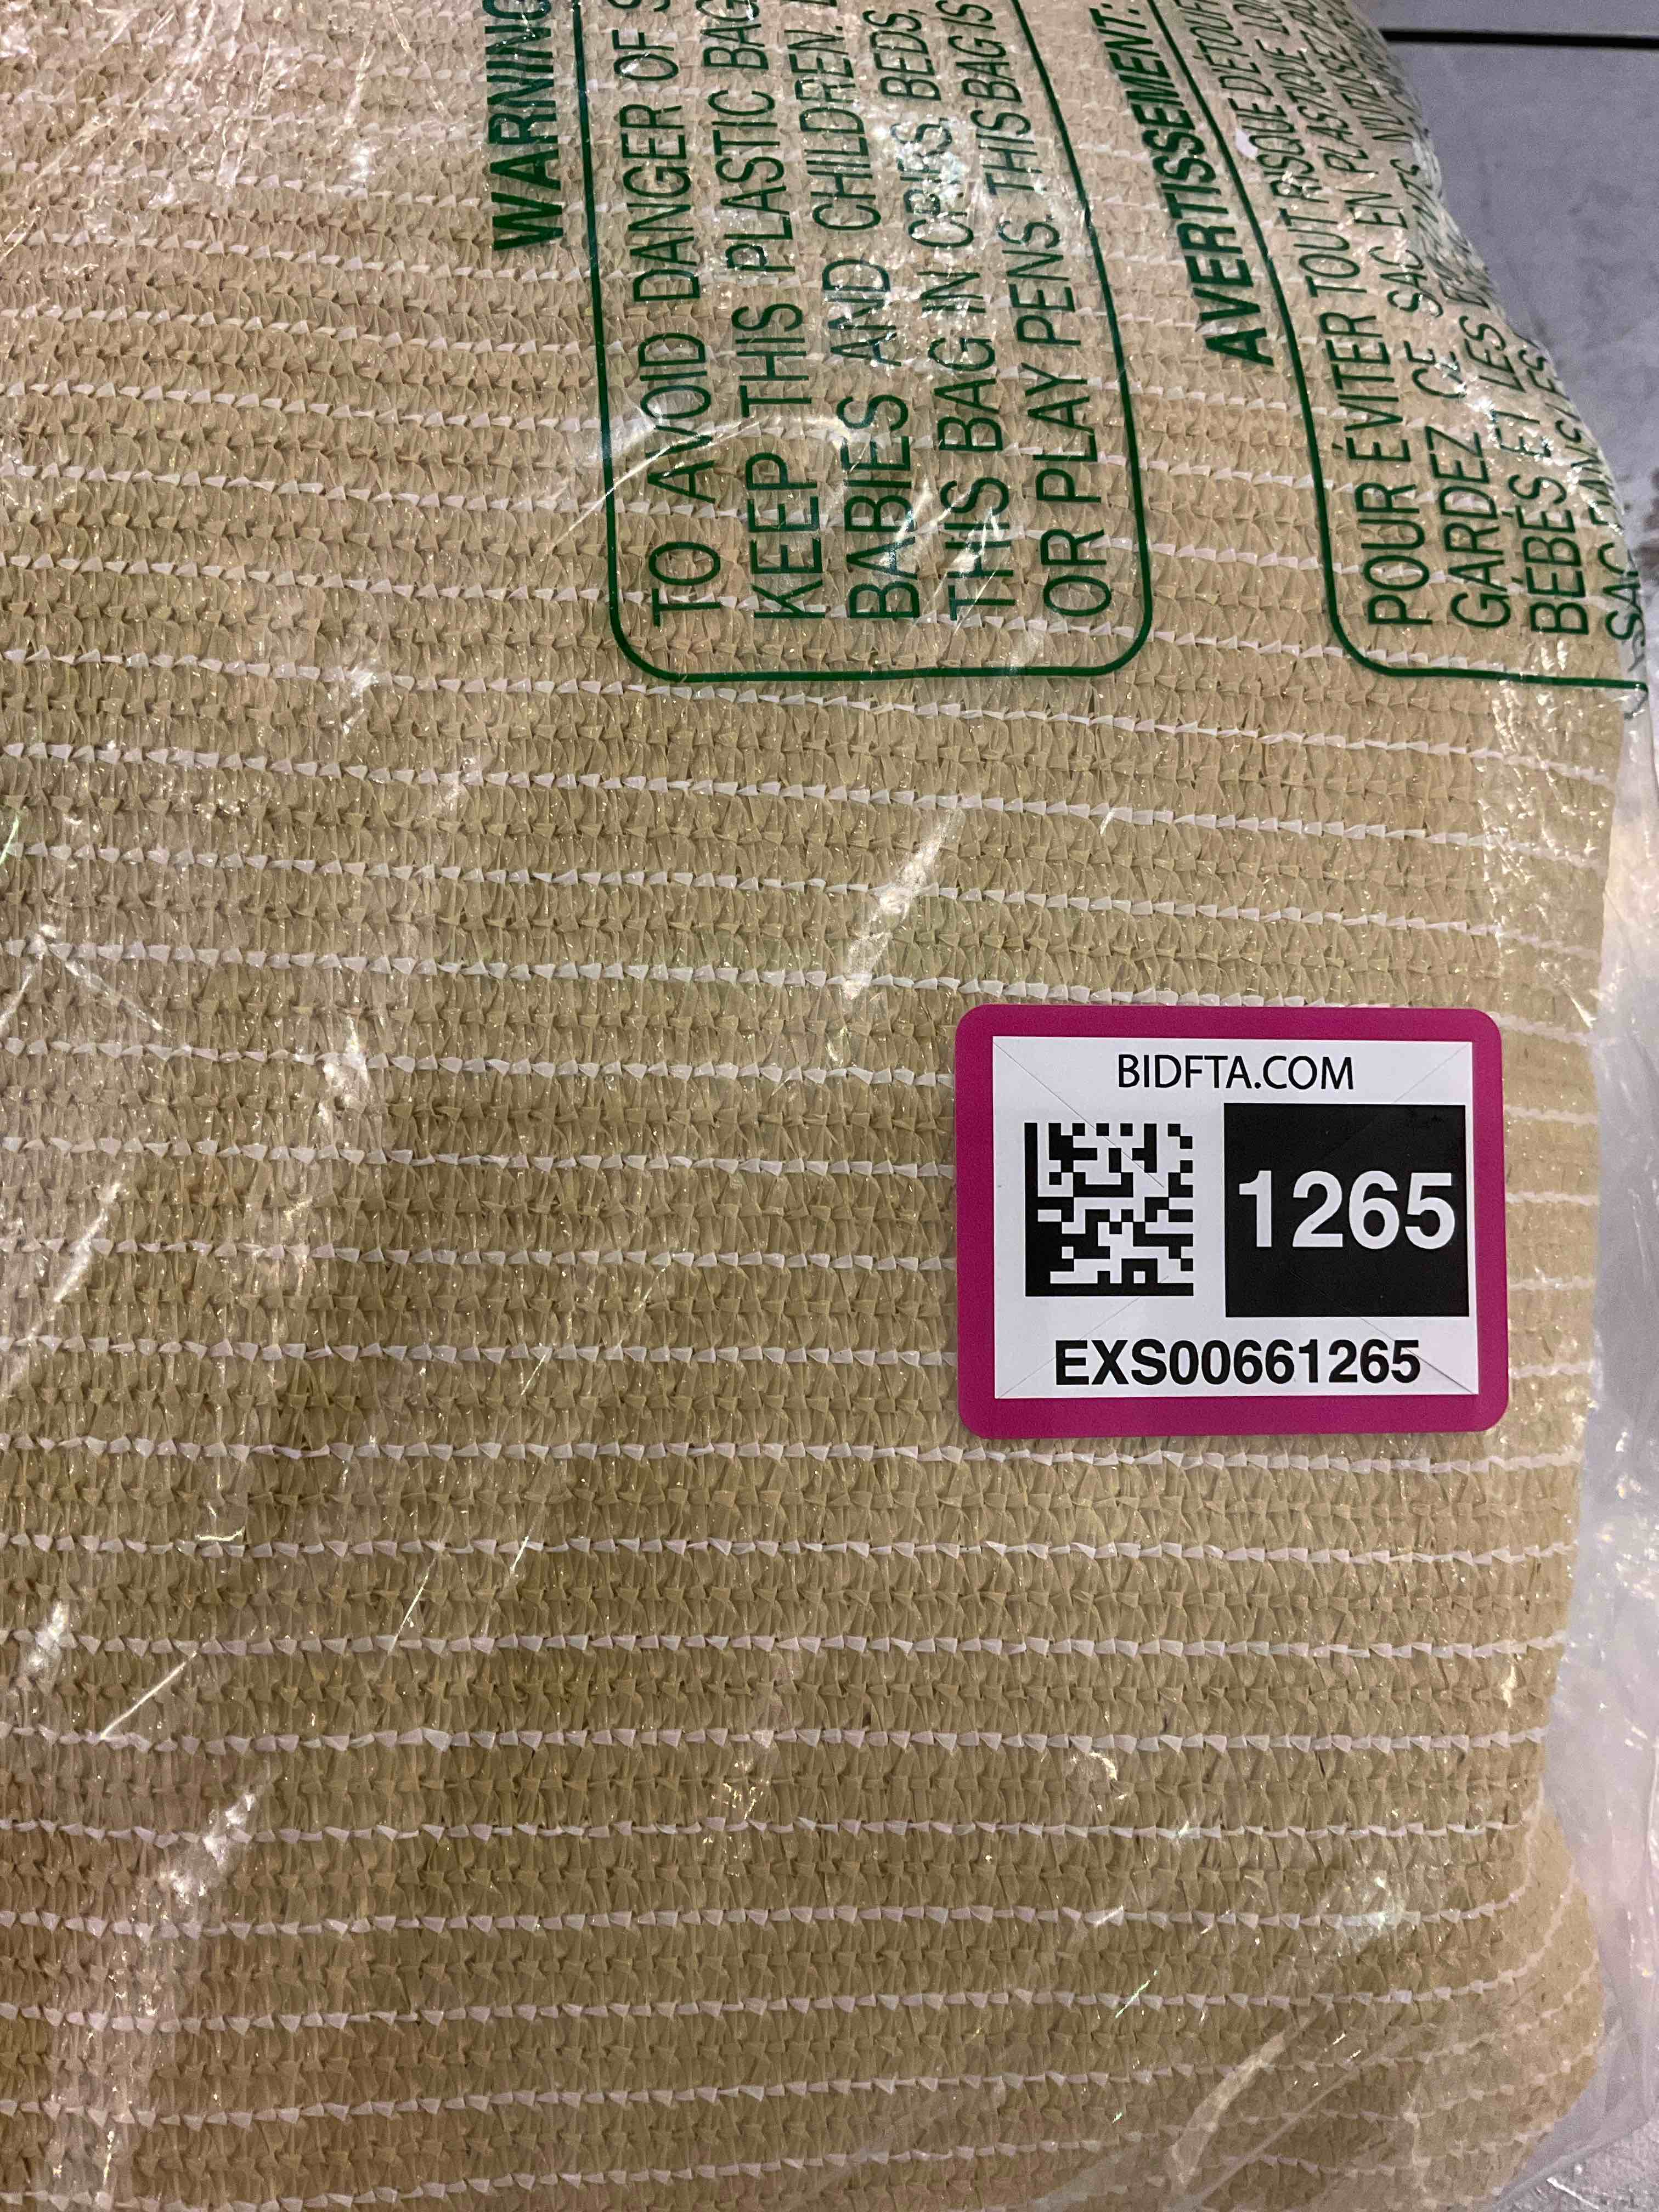 WARNING
TO AVOID DANGER OF
KEEP THIS PLASTIC BAG
BABIES AND CHILDREN.
THIS BAG IN CRIBS, BEDS,
OR PLAY PENS. THIS BAG IS
AVERTISSEMENT:
POUR ÉVITER TOUT RISQUE
GARDEZ CE SAC EN PLASTIQUE
BÉBÉS ET LES
SAC
BIDFTA.COM
1265
EXS00661265